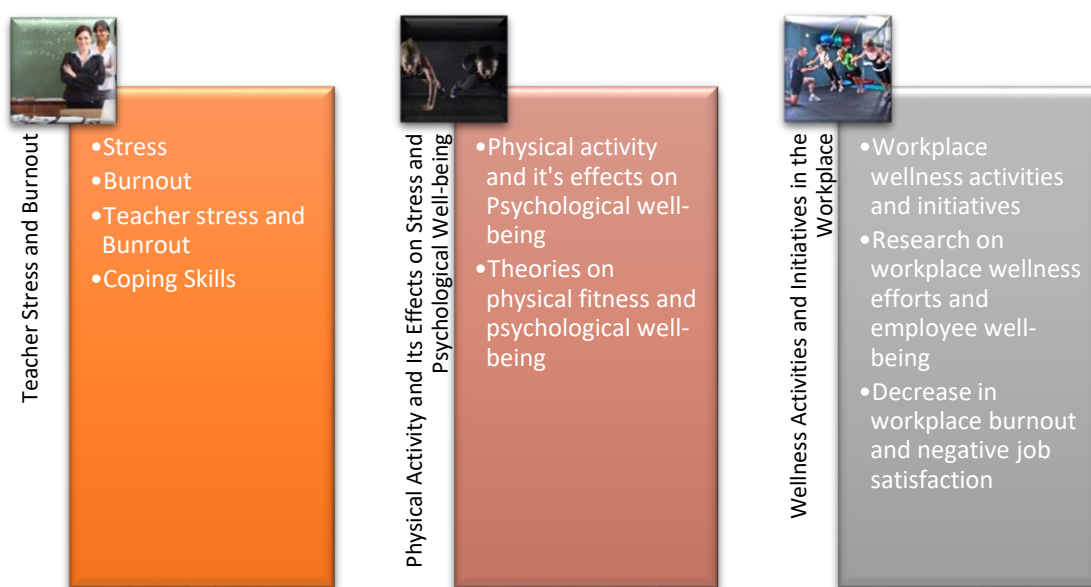 Teacher Stress and Burnout
•Stress
•Burnout
•Teacher stress and
Bunrout
•Coping Skills
Physical Activity and Its Effects on Stress and
Psychological Well-being
•Physical activity
and it's effects on
Psychological well-
being
•Theories on
physical fitness and
psychological well-
being
Wellness Activities and Initiatives in the
Workplace
•Workplace
wellness activities
and initiatives
•Research on
workplace wellness
efforts and
employee well-
being
•Decrease in
workplace burnout
and negative job
satisfaction